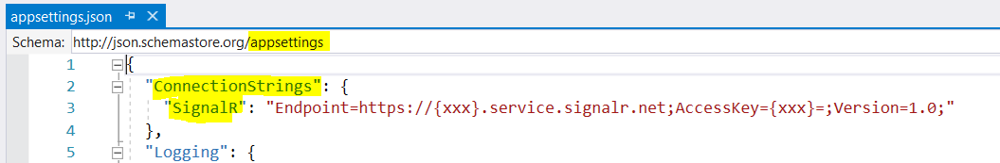 appsettings.json
Schema: http://json.schemastore.org/appsettings
1 {
2 "ConnectionStrings": {
3 "SignalR": "Endpoint=https://{xxx}.service.signalr.net;AccessKey={xxx}=;Version=1.0;"
4 },
5 "Logging": {